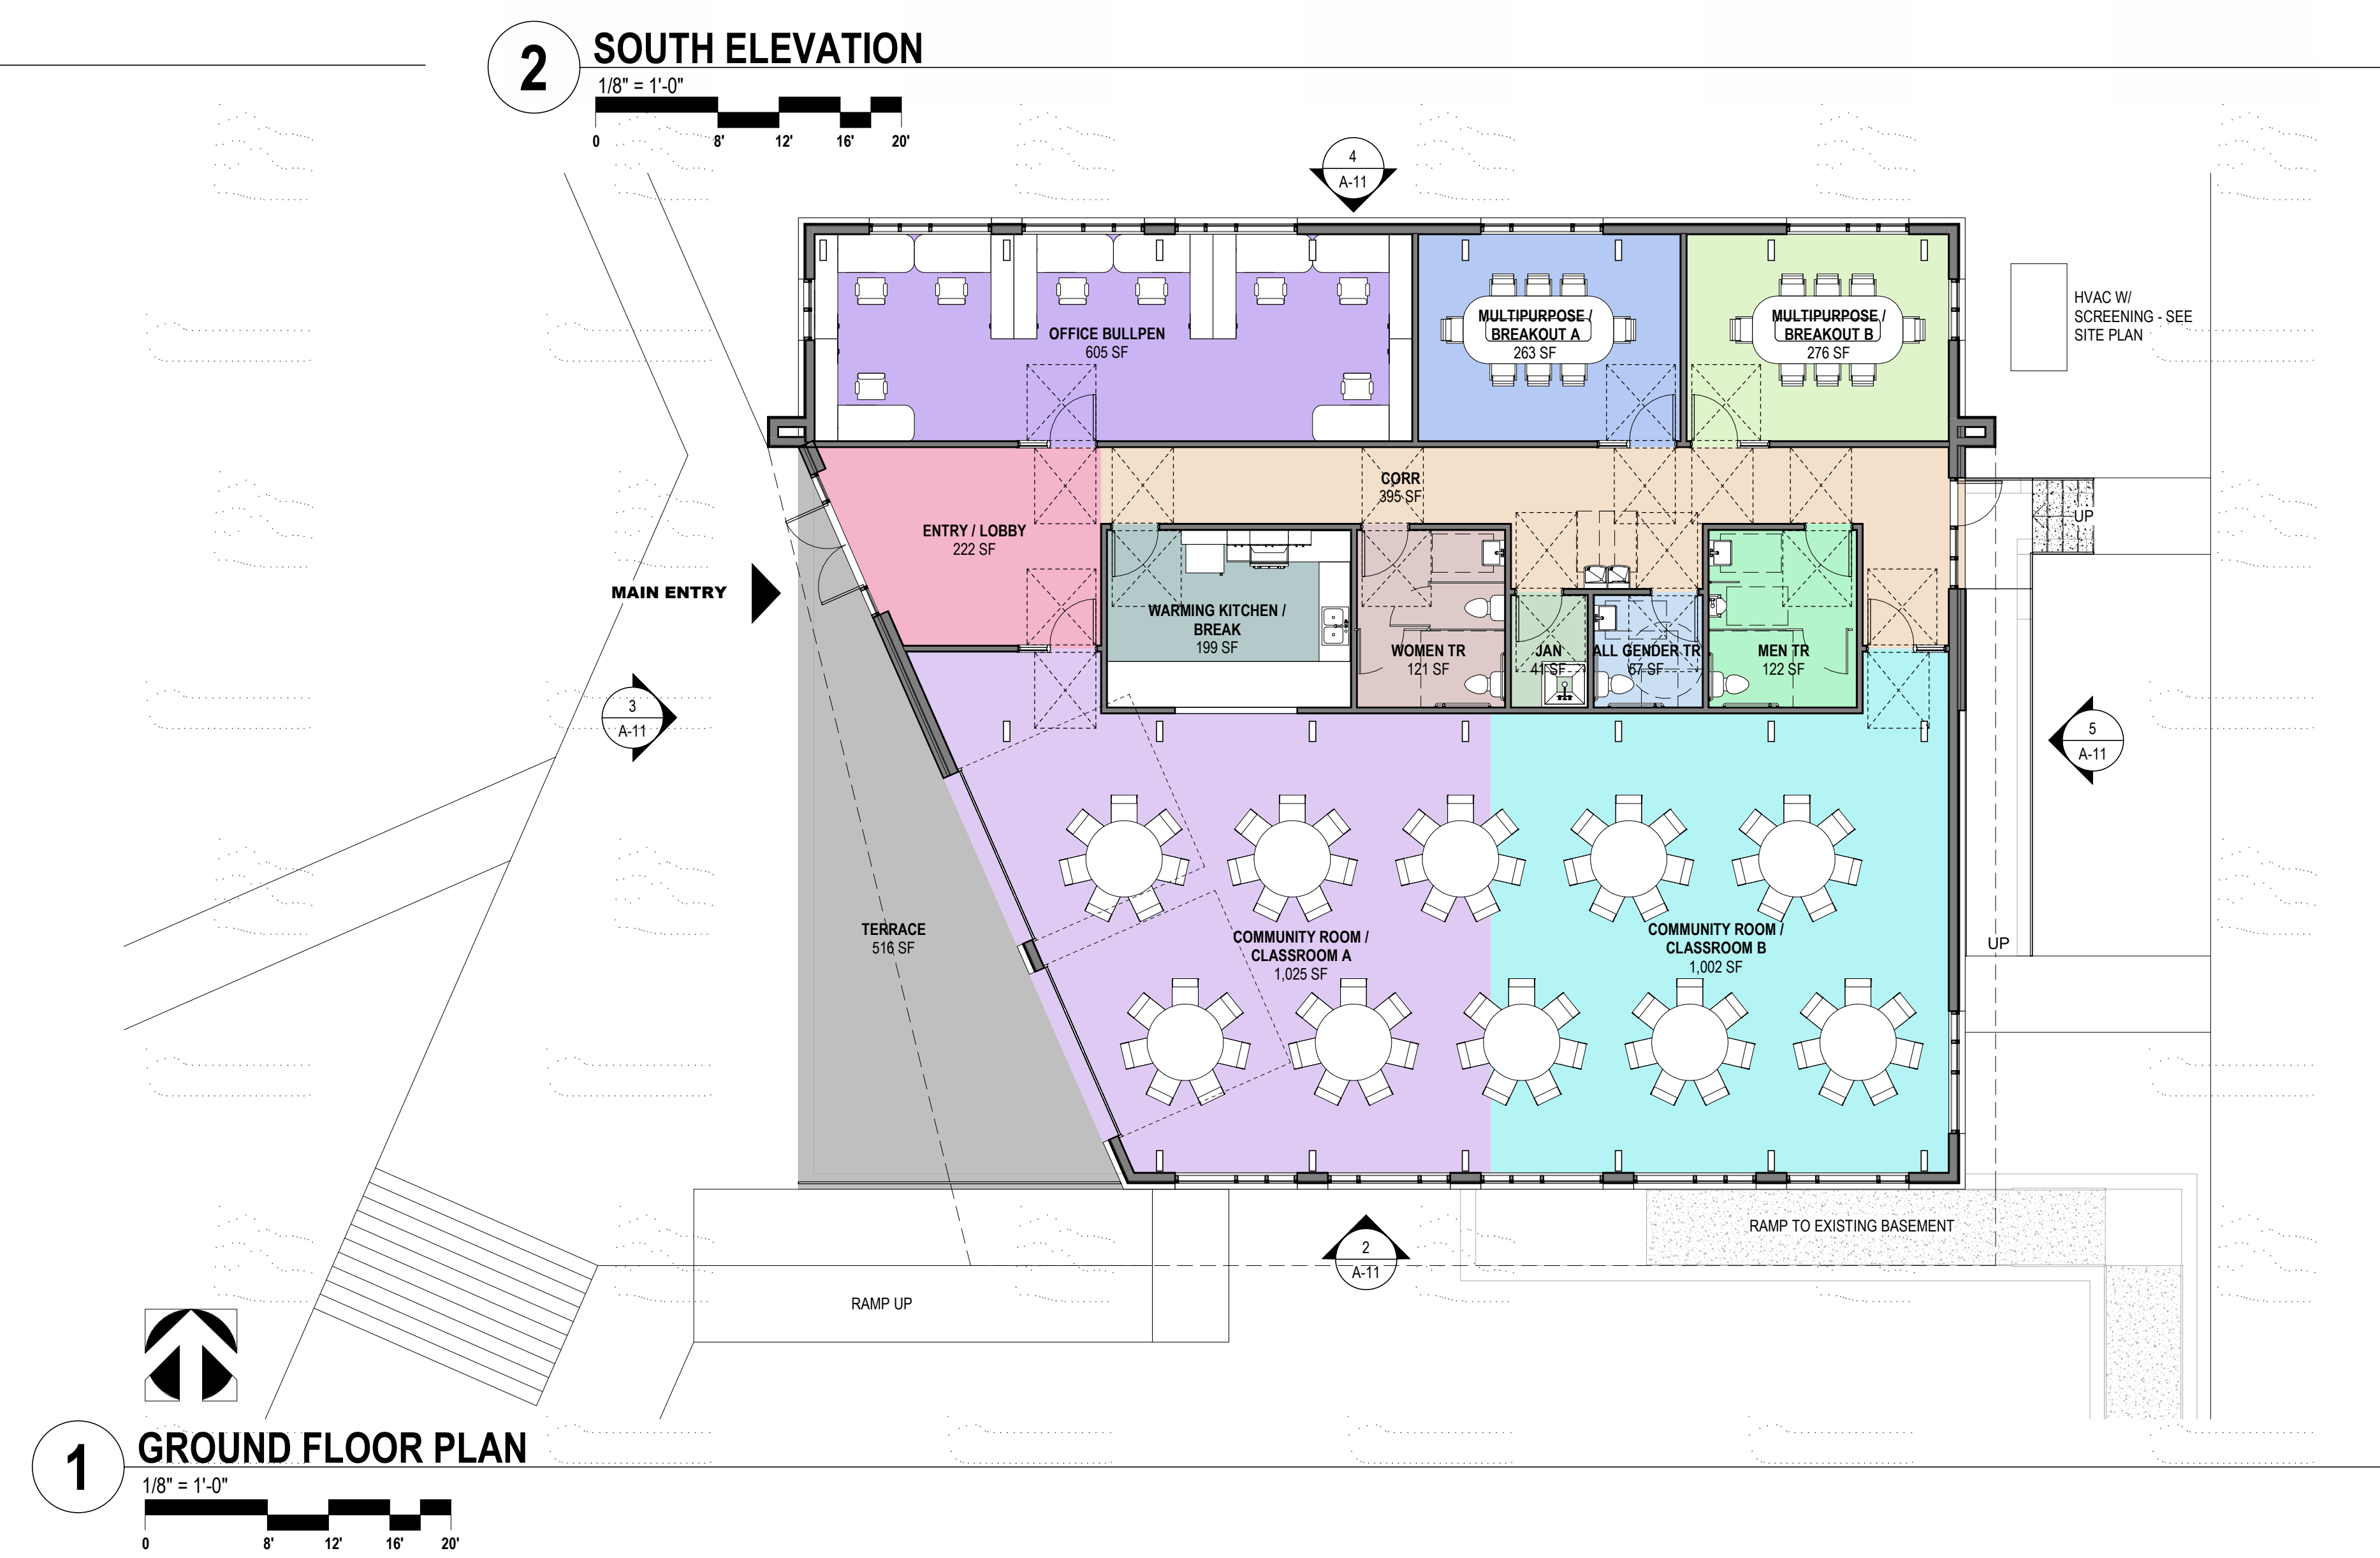 2
SOUTH ELEVATION
1/8" = 1'-0"
0 8' 12' 16' 20'
4
A-11
HVAC W/
SCREENING - SEE
SITE PLAN
OFFICE BULLPEN
605 SF
MULTIPURPOSE /
BREAKOUT A
263 SF
MULTIPURPOSE /
BREAKOUT B
276 SF
CORR
395 SF
UP
ENTRY / LOBBY
222 SF
MAIN ENTRY
WARMING KITCHEN /
BREAK
199 SF
WOMEN TR
121 SF
JAN
41 SF
ALL GENDER TR
67 SF
MEN TR
122 SF
3
A-11
5
A-11
TERRACE
516 SF
COMMUNITY ROOM /
CLASSROOM A
1,025 SF
COMMUNITY ROOM /
CLASSROOM B
1,002 SF
UP
RAMP TO EXISTING BASEMENT
2
A-11
RAMP UP
1
GROUND FLOOR PLAN
1/8" = 1'-0"
0 8' 12' 16' 20'